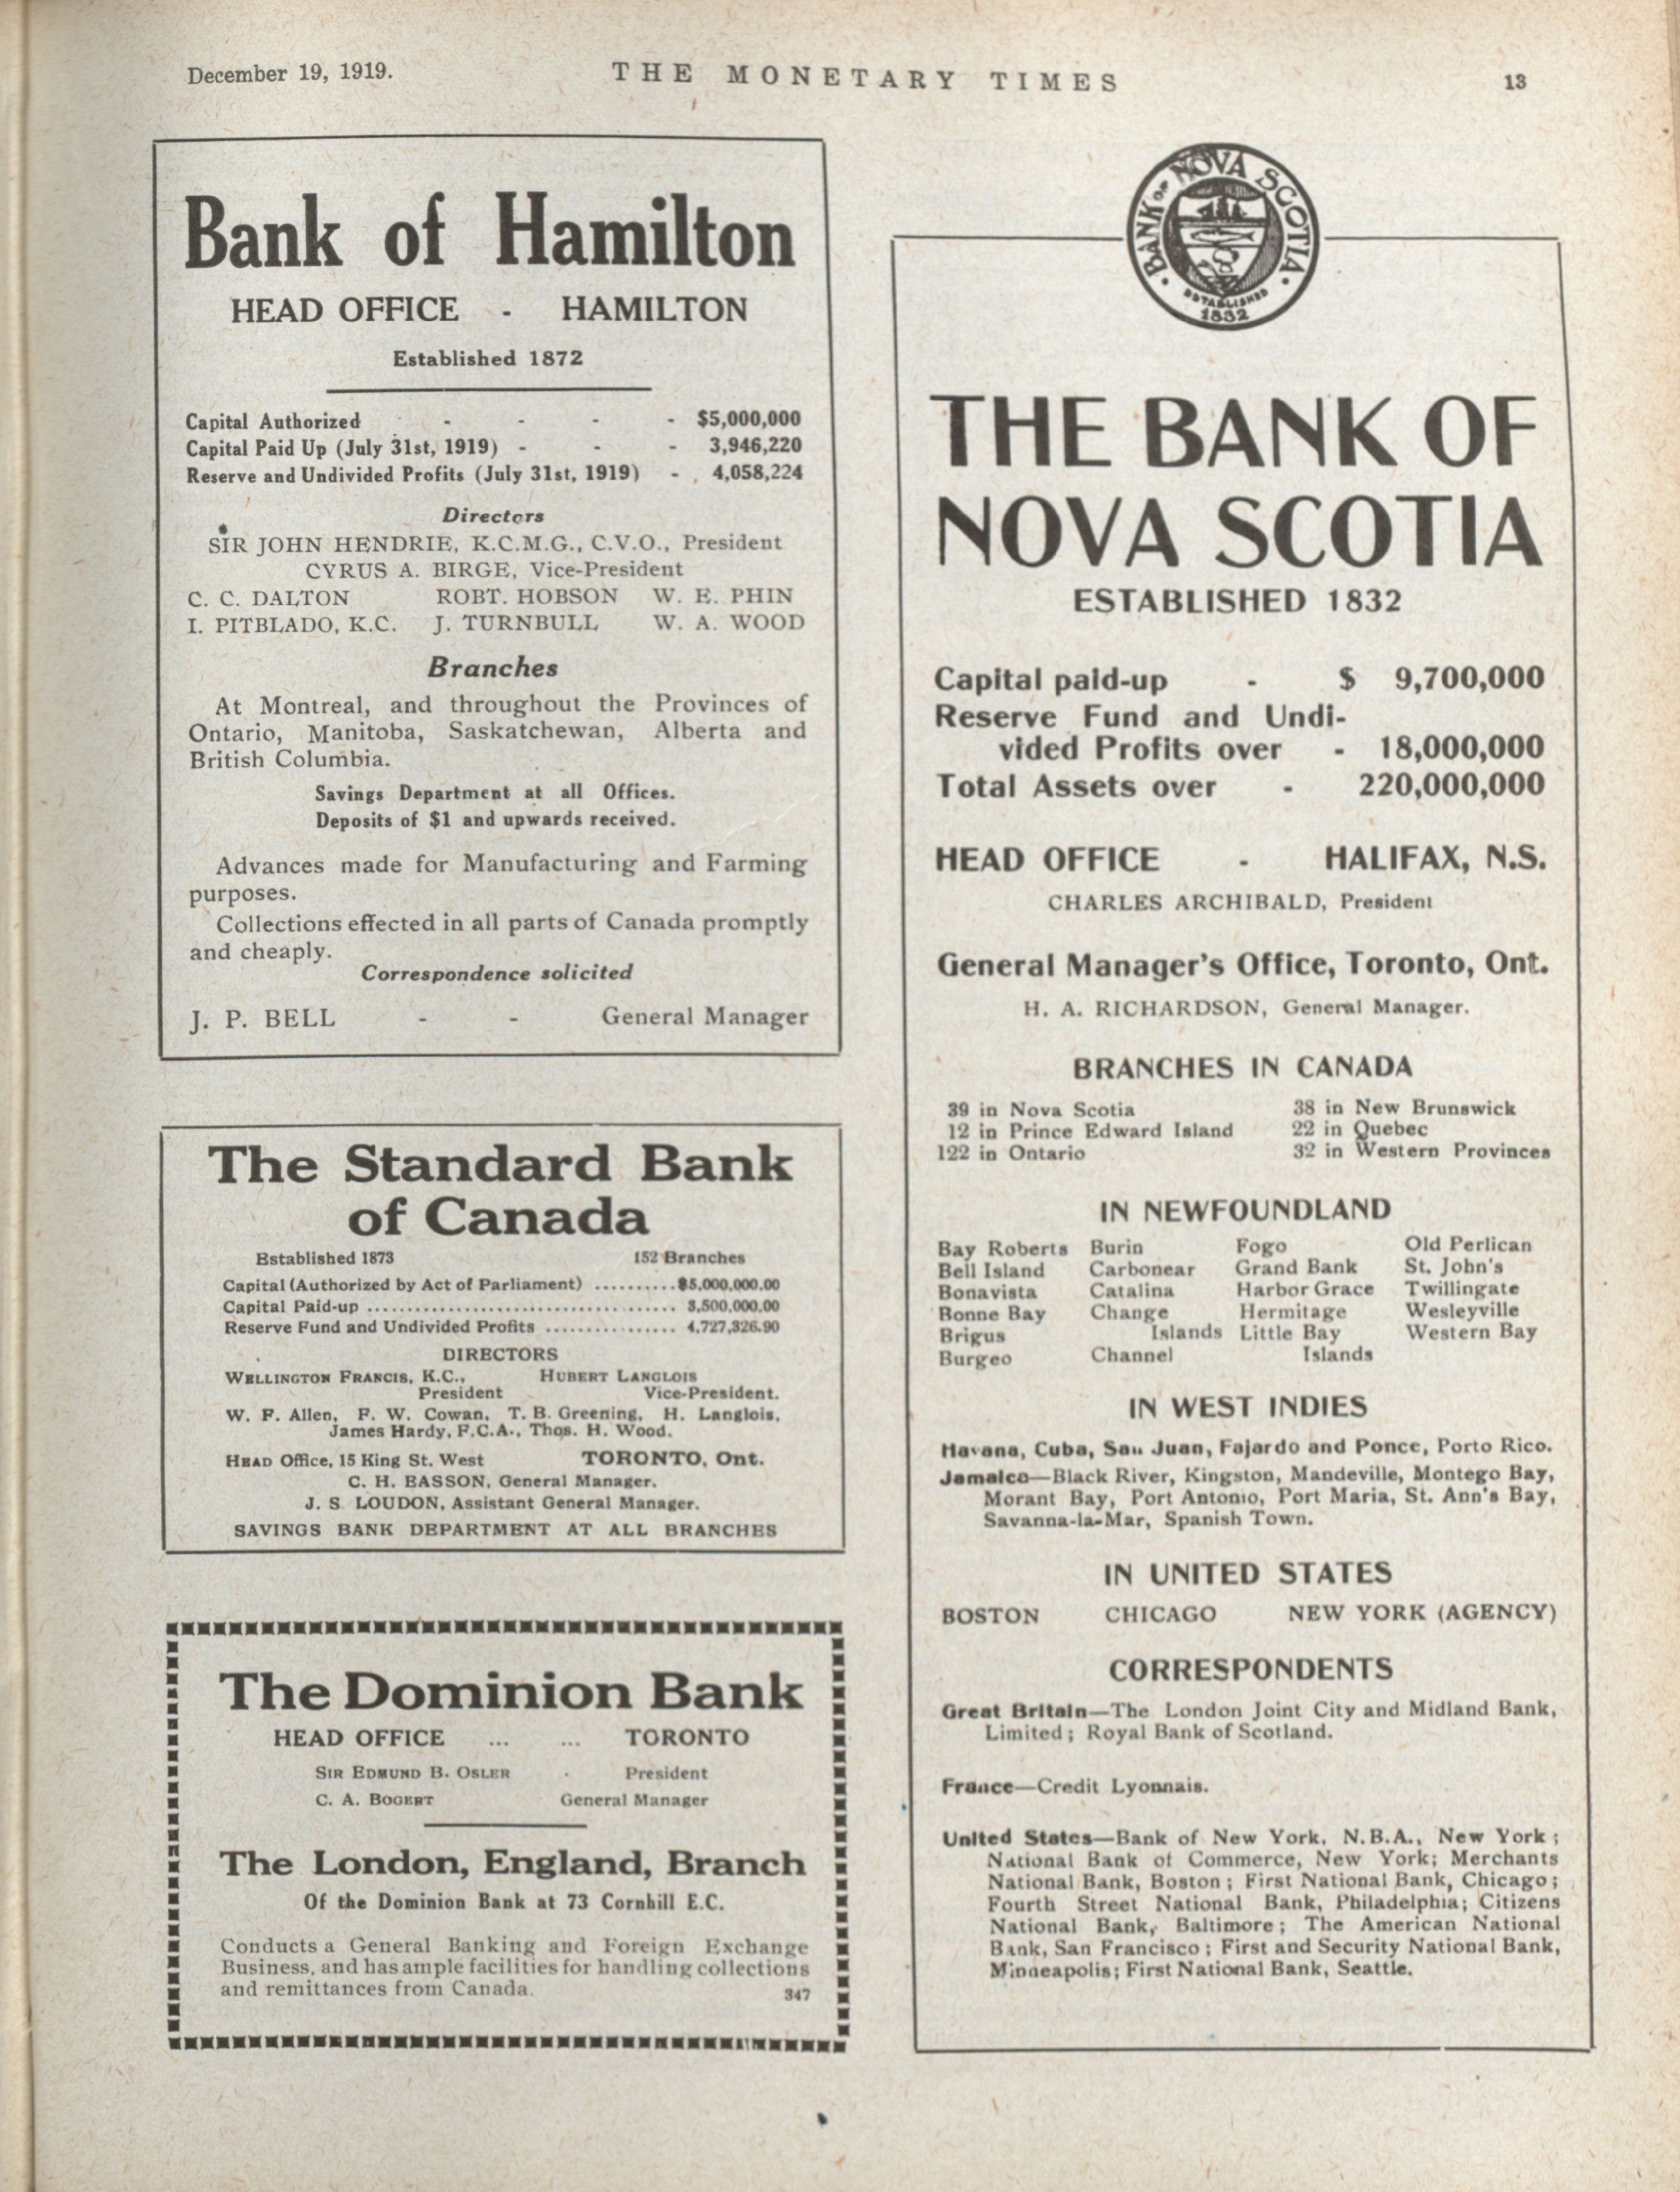 December 19, 1919.
THE MONETARY TIMES
13
Bank of Hamilton
HEAD OFFICE - HAMILTON
Established 1872
Capital Authorized - - - - $5,000,000
Capital Paid Up (July 31st, 1919) - - - 3,946,220
Reserve and Undivided Profits (July 31st, 1919) - 4,058,224
Directors
SIR JOHN HENDRIE, K.C.M.G., C.V.O., President
CYRUS A. BIRGE, Vice-President
C. C. DALTON ROBT. HOBSON W. E. PHIN
I. PITBLADO, K.C. J. TURNBULL W. A. WOOD
Branches
At Montreal, and throughout the Provinces of
Ontario, Manitoba, Saskatchewan, Alberta and
British Columbia.
Savings Department at all Offices.
Deposits of $1 and upwards received.
Advances made for Manufacturing and Farming
purposes.
Collections effected in all parts of Canada promptly
and cheaply.
Correspondence solicited
J. P. BELL - - General Manager
The Standard Bank
of Canada
Established 1873 152 Branches
Capital (Authorized by Act of Parliament) ..........$5,000,000.00
Capital Paid-up ...................................... 3,500,000.00
Reserve Fund and Undivided Profits ................ 4,727,326.90
DIRECTORS
WELLINGTON FRANCIS, K.C., HUBERT LANGLOIS
President Vice-President.
W. F. Allen, F. W. Cowan, T. B. Greening, H. Langlois,
James Hardy, F.C.A., Thos. H. Wood.
HEAD Office, 15 King St. West TORONTO, Ont.
C. H. EASSON, General Manager.
J. S. LOUDON, Assistant General Manager.
SAVINGS BANK DEPARTMENT AT ALL BRANCHES
The Dominion Bank
HEAD OFFICE ... ... TORONTO
SIR EDMUND B. OSLER - President
C. A. BOGERT General Manager
The London, England, Branch
Of the Dominion Bank at 73 Cornhill E.C.
Conducts a General Banking and Foreign Exchange
Business, and has ample facilities for handling collections
and remittances from Canada.
347
BANK OF NOVA SCOTIA
ESTABLISHED
1832
THE BANK OF
NOVA SCOTIA
ESTABLISHED 1832
Capital paid-up - $ 9,700,000
Reserve Fund and Undi-
vided Profits over - 18,000,000
Total Assets over - 220,000,000
HEAD OFFICE - HALIFAX, N.S.
CHARLES ARCHIBALD, President
General Manager's Office, Toronto, Ont.
H. A. RICHARDSON, General Manager.
BRANCHES IN CANADA
39 in Nova Scotia 38 in New Brunswick
12 in Prince Edward Island 22 in Quebec
122 in Ontario 32 in Western Provinces
IN NEWFOUNDLAND
Bay Roberts Burin Fogo Old Perlican
Bell Island Carbonear Grand Bank St. John's
Bonavista Catalina Harbor Grace Twillingate
Bonne Bay Change Hermitage Wesleyville
Brigus Islands Little Bay Western Bay
Burgeo Channel Islands
IN WEST INDIES
Havana, Cuba, San Juan, Fajardo and Ponce, Porto Rico.
Jamaica—Black River, Kingston, Mandeville, Montego Bay,
Morant Bay, Port Antonio, Port Maria, St. Ann's Bay,
Savanna-la-Mar, Spanish Town.
IN UNITED STATES
BOSTON CHICAGO NEW YORK (AGENCY)
CORRESPONDENTS
Great Britain—The London Joint City and Midland Bank,
Limited; Royal Bank of Scotland.
France—Credit Lyonnais.
United States—Bank of New York, N.B.A., New York;
National Bank of Commerce, New York; Merchants
National Bank, Boston; First National Bank, Chicago;
Fourth Street National Bank, Philadelphia; Citizens
National Bank, Baltimore; The American National
Bank, San Francisco; First and Security National Bank,
Minneapolis; First National Bank, Seattle.